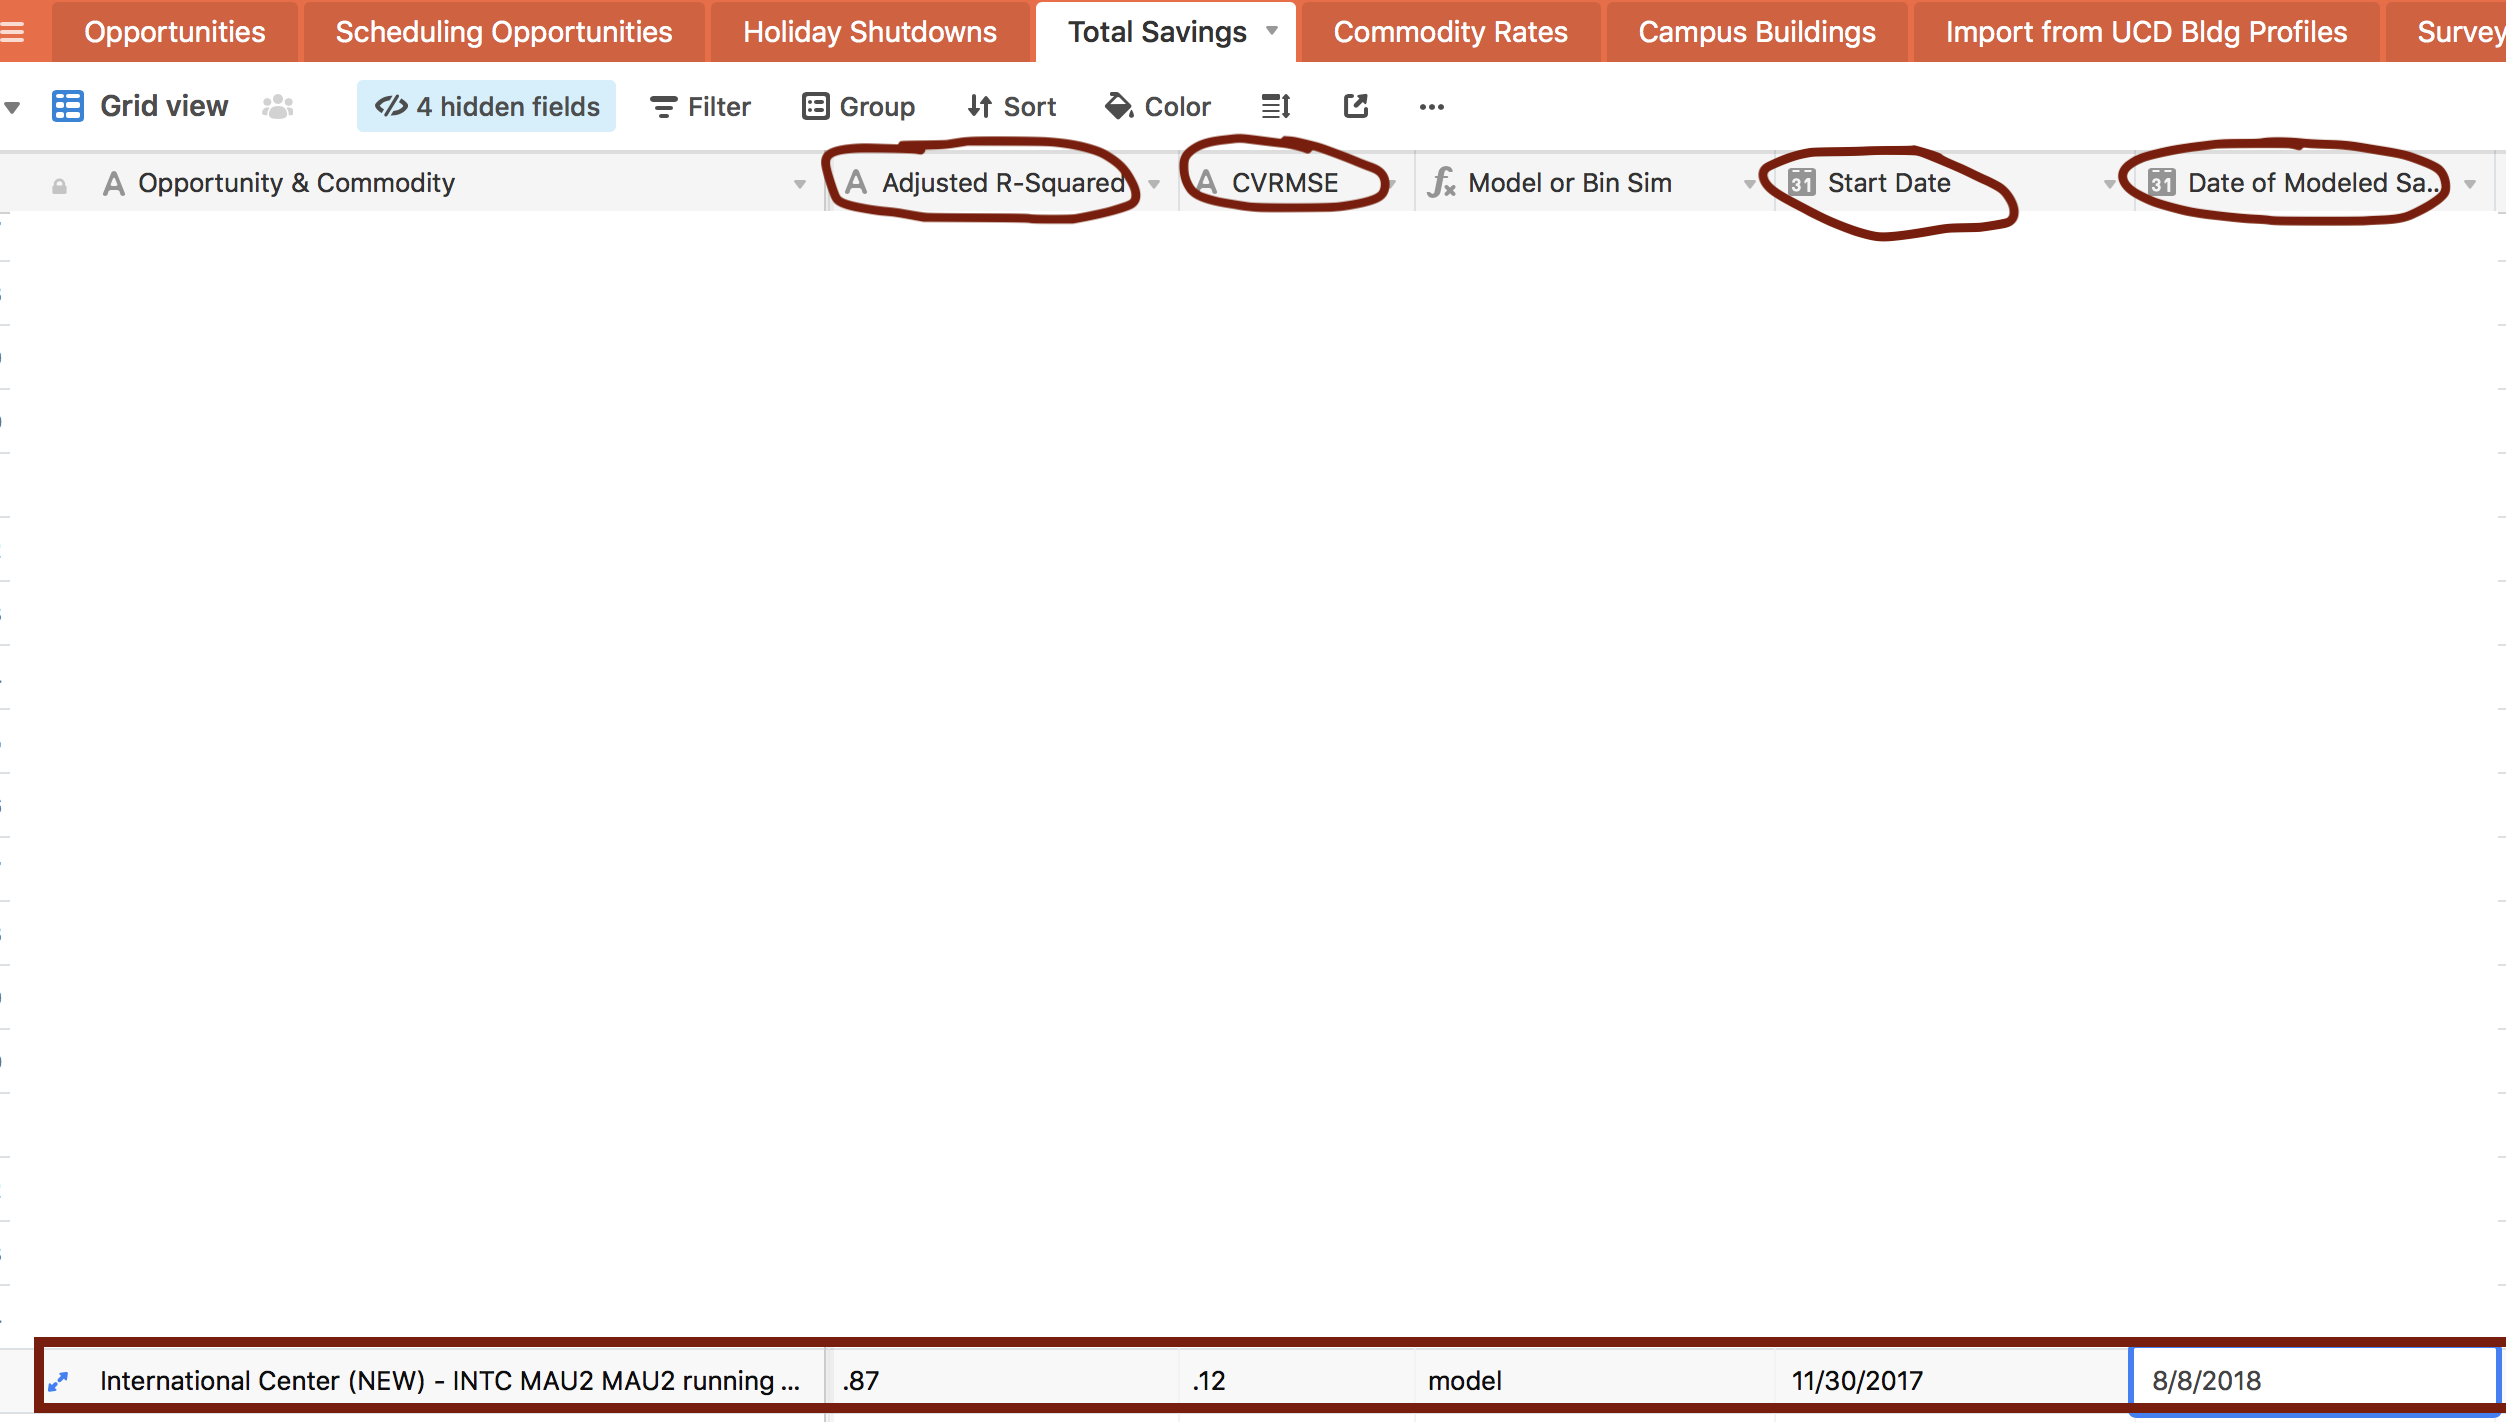 Opportunities Scheduling Opportunities Holiday Shutdowns Total Savings Commodity Rates Campus Buildings Import from UCD Bldg Profiles Survey
Grid view 4 hidden fields Filter Group Sort Color
A Opportunity & Commodity A Adjusted R-Squared A CVRMSE fx Model or Bin Sim 31 Start Date 31 Date of Modeled Sa...
International Center (NEW) - INTC MAU2 MAU2 running ... .87 .12 model 11/30/2017 8/8/2018